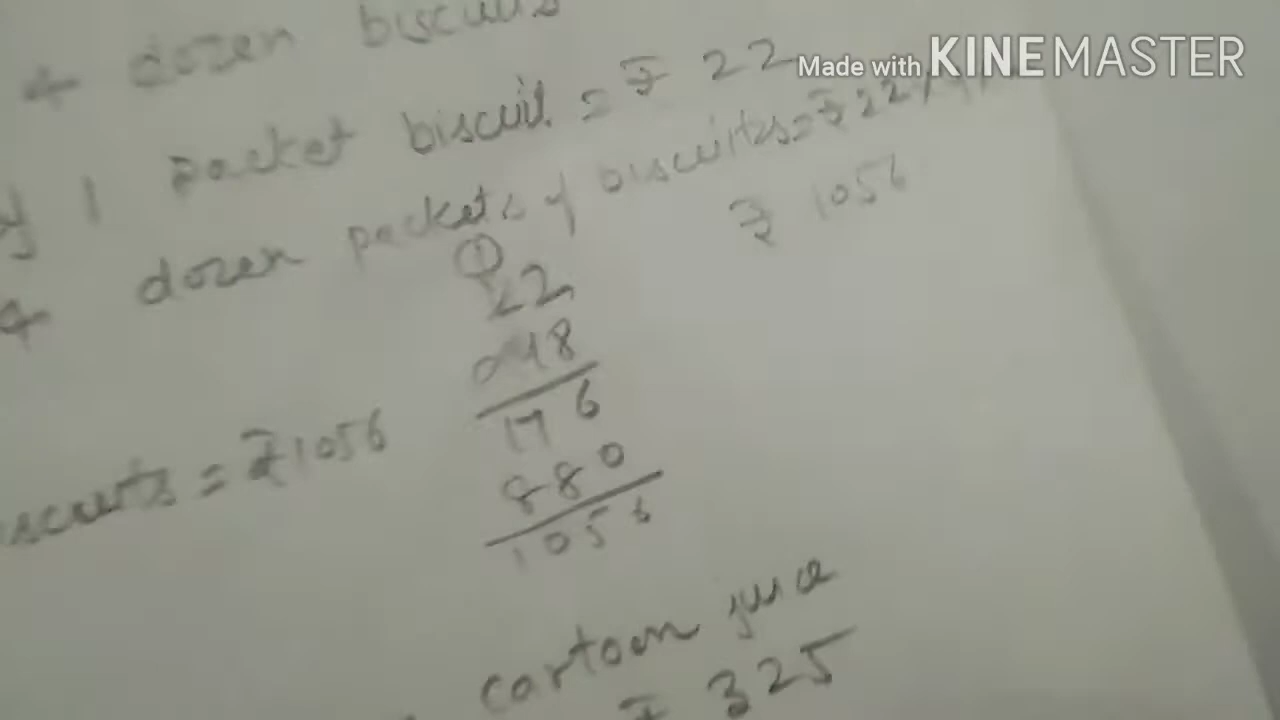 4 dozen biscuits
Made with KINEMASTER
1 packet biscuit = ₹ 22
4 dozen packets of biscuits = ₹ 22 ×
₹ 1056
1
22
×48
176
880
1056
= ₹1056
cartoon juice
₹ 325